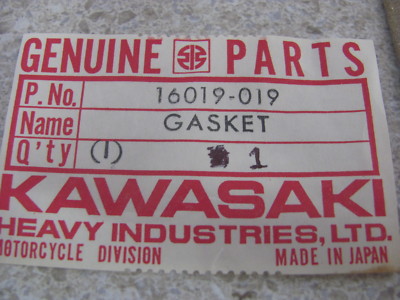 GENUINE PARTS
P. No. 16019-019
Name GASKET
Q'ty (1) 1
KAWASAKI
HEAVY INDUSTRIES, LTD.
MOTORCYCLE DIVISION MADE IN JAPAN